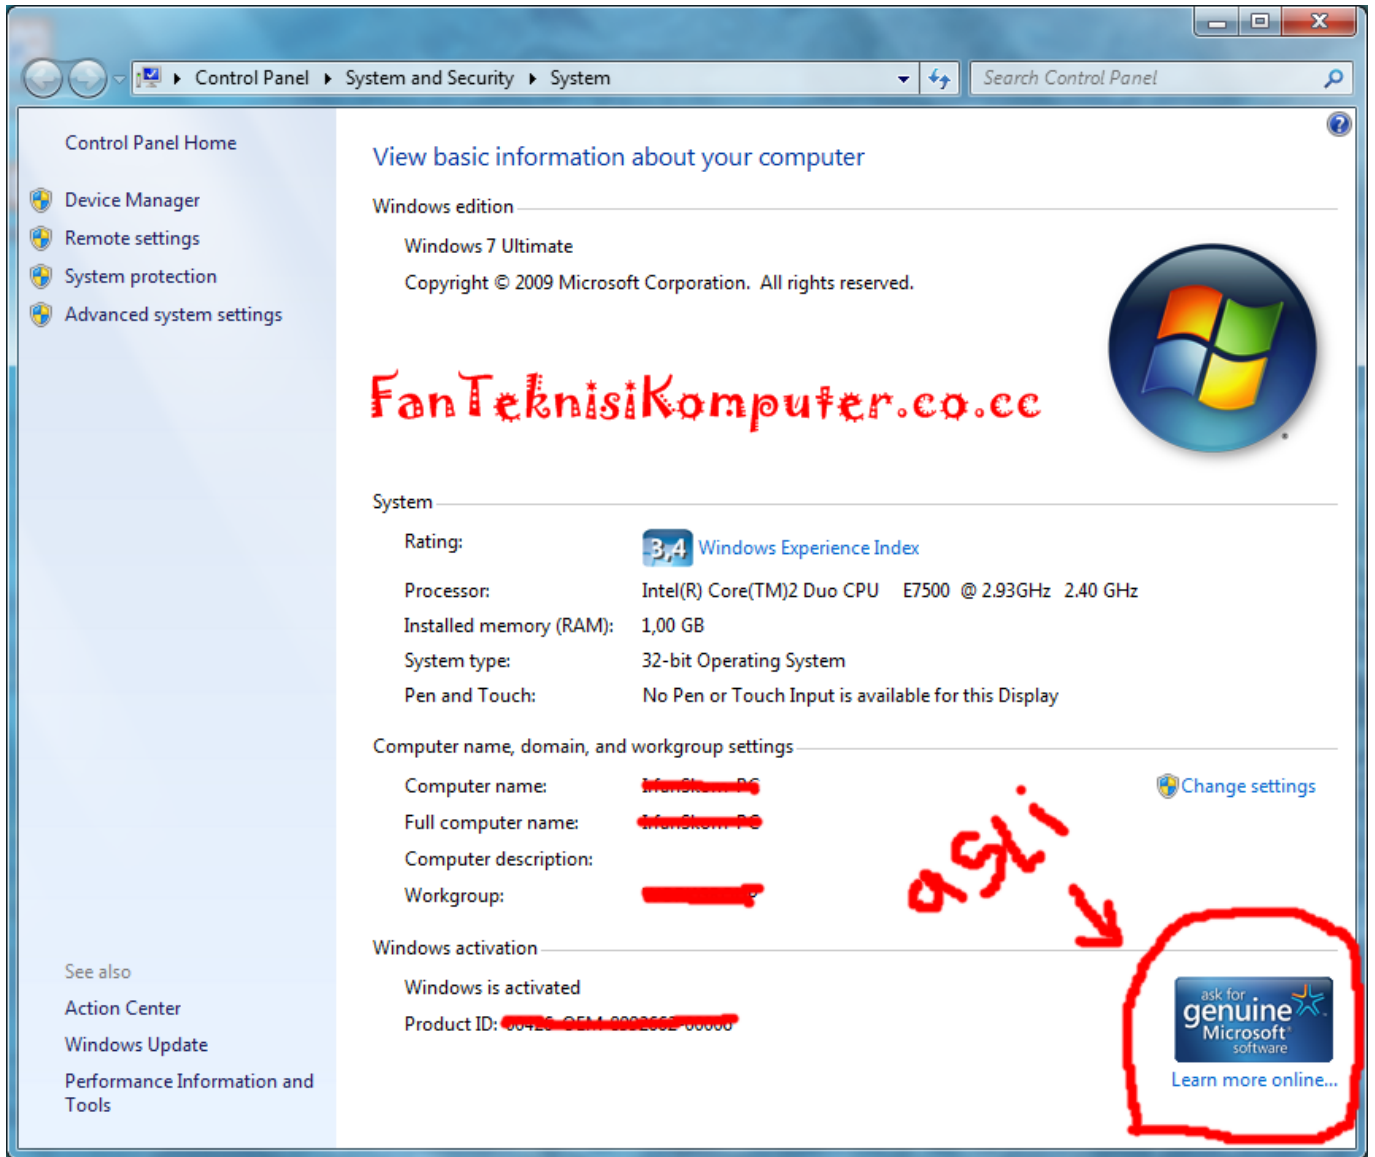 Control Panel System and Security System
Search Control Panel
Control Panel Home
Device Manager
Remote settings
System protection
Advanced system settings
See also
Action Center
Windows Update
Performance Information and
Tools
View basic information about your computer
Windows edition
Windows 7 Ultimate
Copyright © 2009 Microsoft Corporation. All rights reserved.
FanTeknisiKomputer.co.cc
System
Rating:
3,4 Windows Experience Index
Processor: Intel(R) Core(TM)2 Duo CPU E7500 @ 2.93GHz 2.40 GHz
Installed memory (RAM): 1,00 GB
System type: 32-bit Operating System
Pen and Touch: No Pen or Touch Input is available for this Display
Computer name, domain, and workgroup settings
Computer name:
Change settings
Full computer name:
Computer description:
Workgroup:
asli
Windows activation
Windows is activated
Product ID:
ask for
genuine
Microsoft®
software
Learn more online...